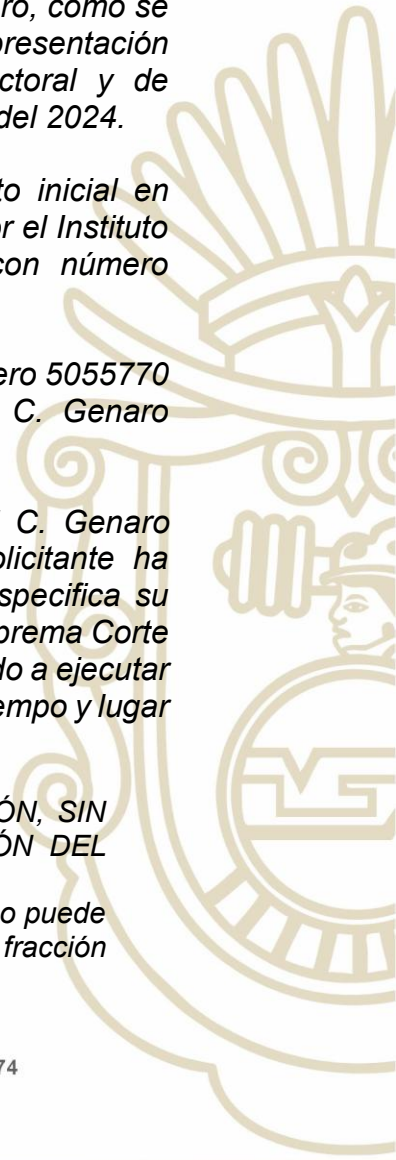 ro, como se
presentación
ctoral y de
del 2024.
to inicial en
r el Instituto
con número
ero 5055770
C. Genaro
C. Genaro
olicitante ha
specifica su
prema Corte
do a ejecutar
empo y lugar
ÓN, SIN
ÓN DEL
o puede
fracción
74